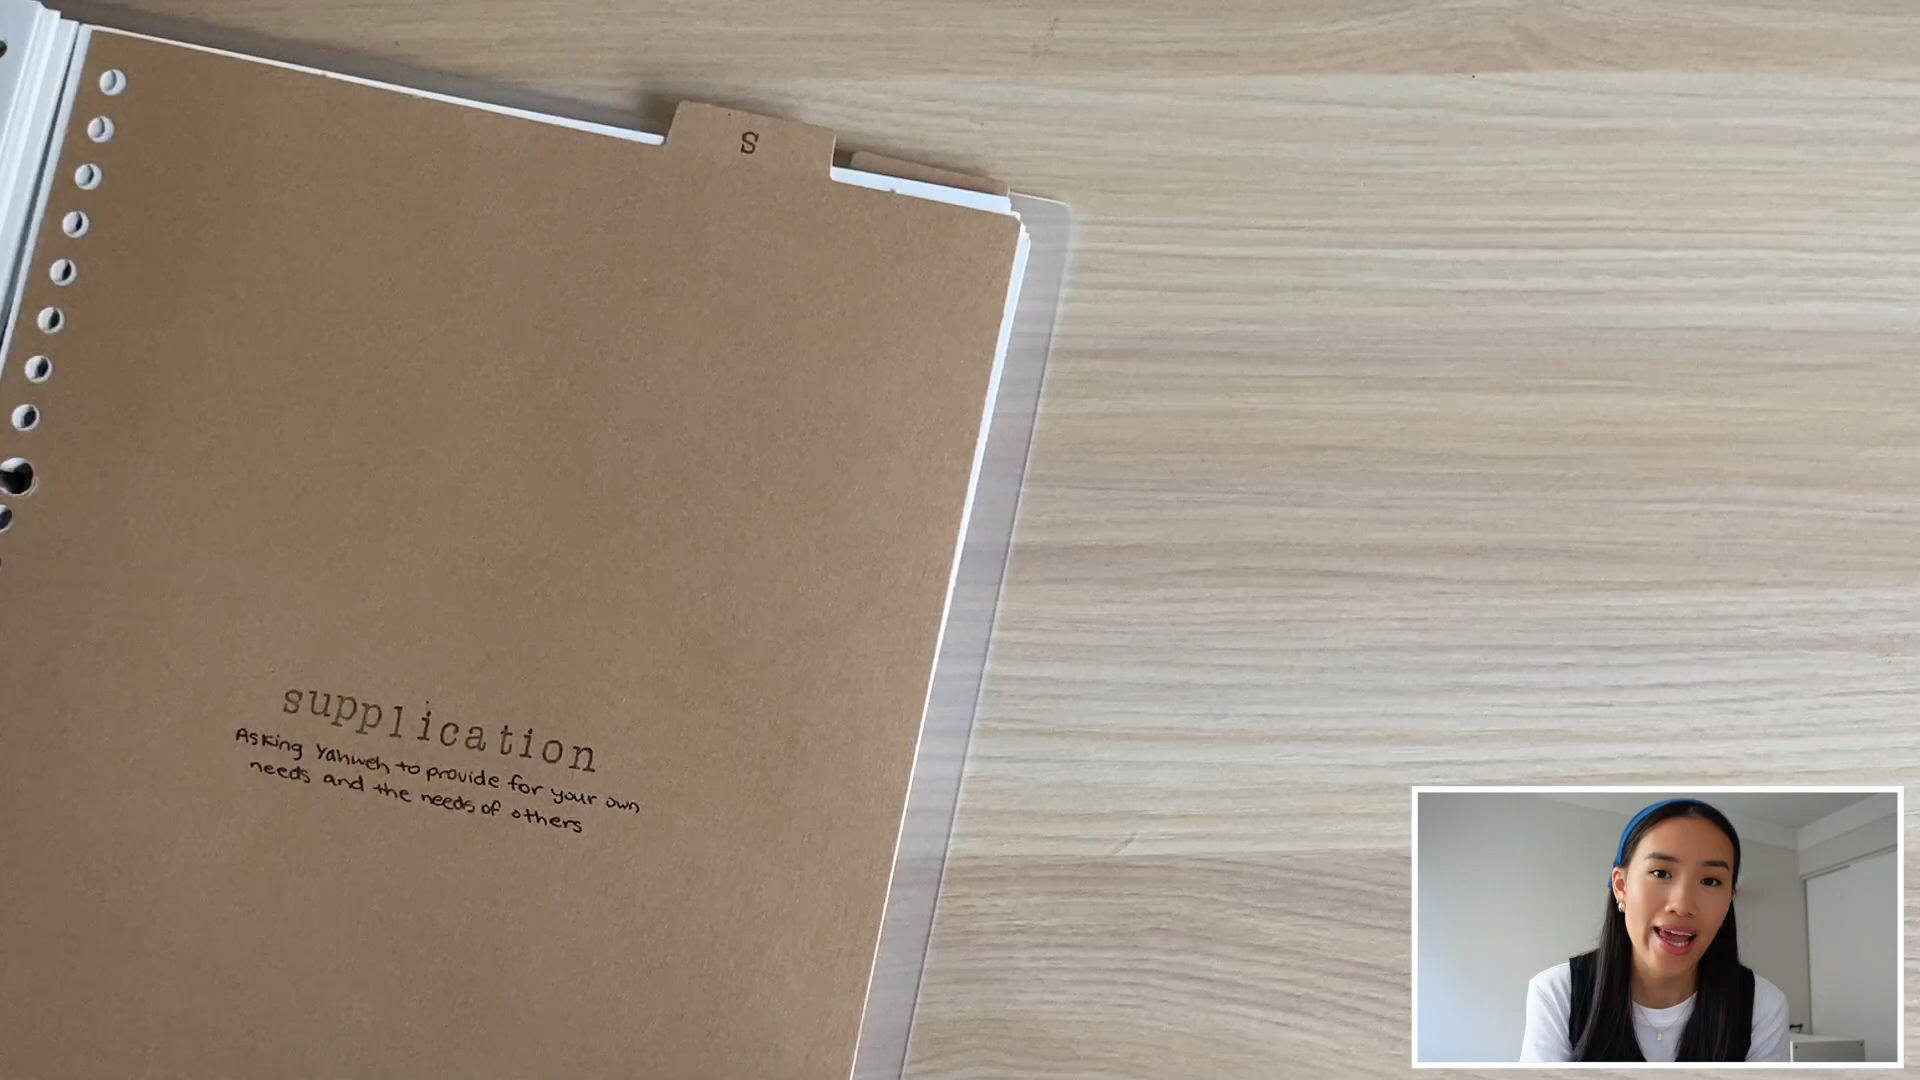 S
supplication
Asking Yahweh to provide for your own
needs and the needs of others